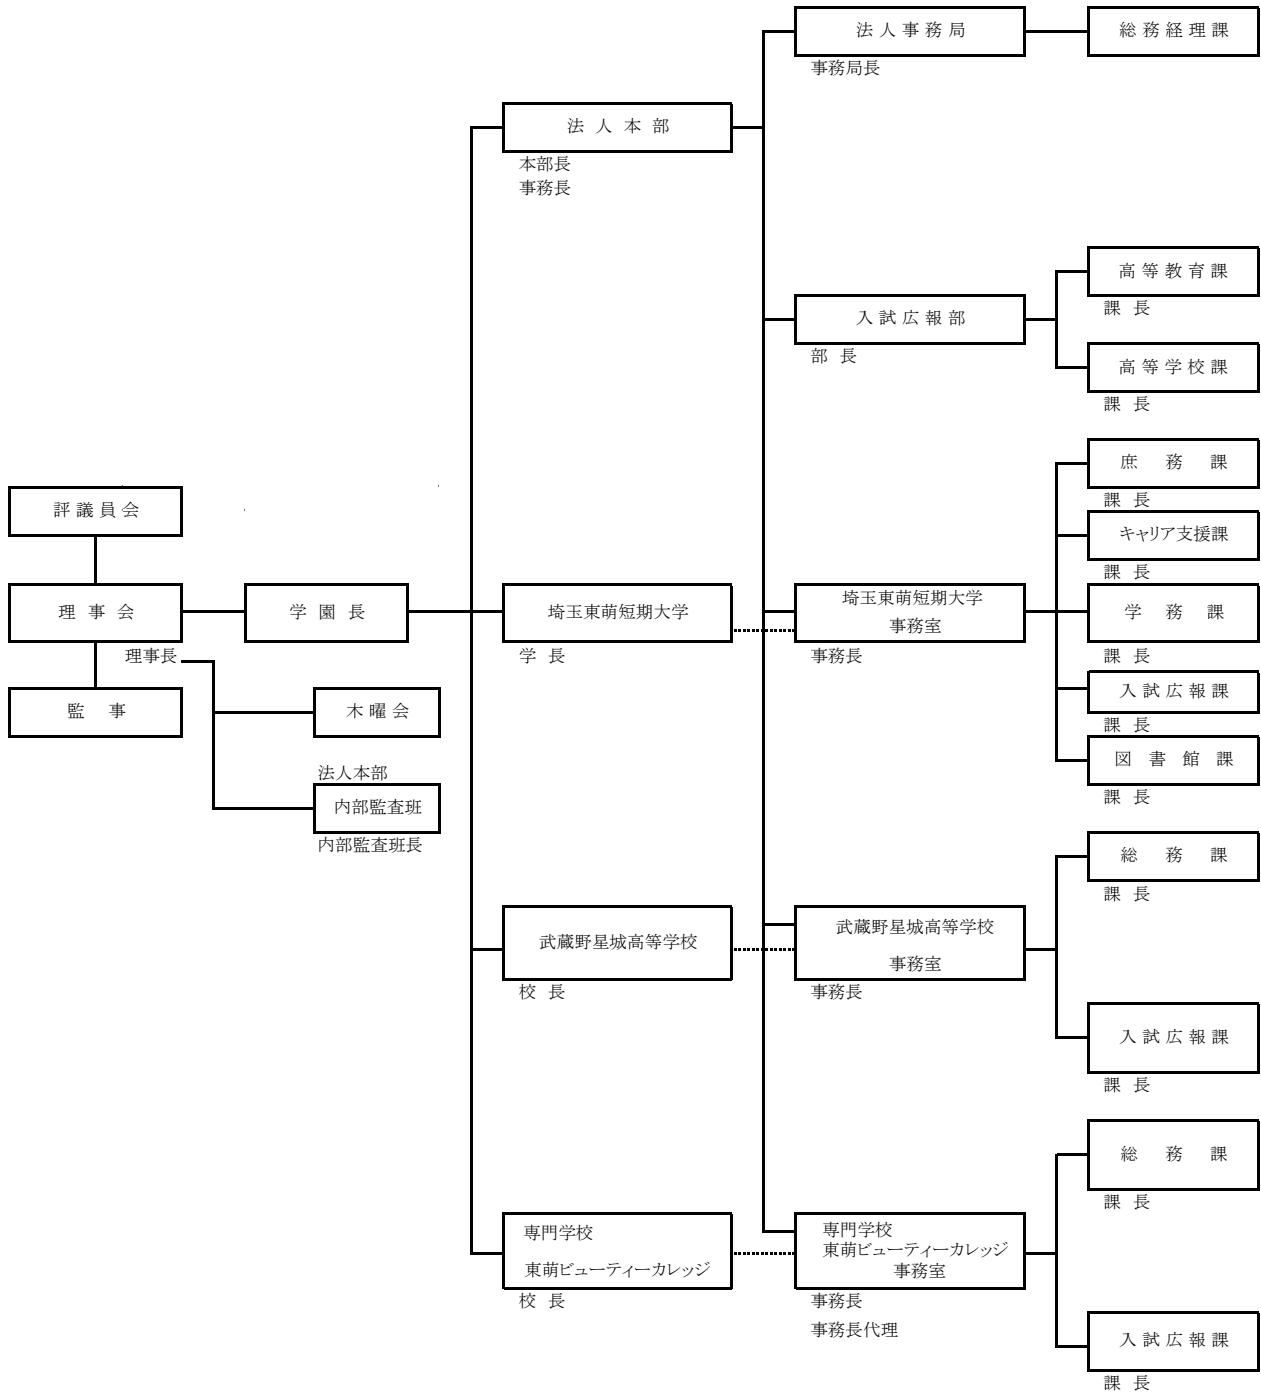 法人事務局
総務経理課
事務局長
法人本部
本部長
事務長
高等教育課
課長
入試広報部
部長
高等学校課
課長
庶務課
課長
評議員会
キャリア支援課
課長
理事会
学園長
埼玉東萌短期大学
埼玉東萌短期大学
事務室
学務課
理事長
学長
事務長
課長
入試広報課
課長
監事
木曜会
図書館課
課長
法人本部
内部監査班
内部監査班長
総務課
課長
武蔵野星城高等学校
武蔵野星城高等学校
事務室
校長
事務長
入試広報課
課長
総務課
課長
専門学校
東萌ビューティーカレッジ
専門学校
東萌ビューティーカレッジ
事務室
校長
事務長
事務長代理
入試広報課
課長